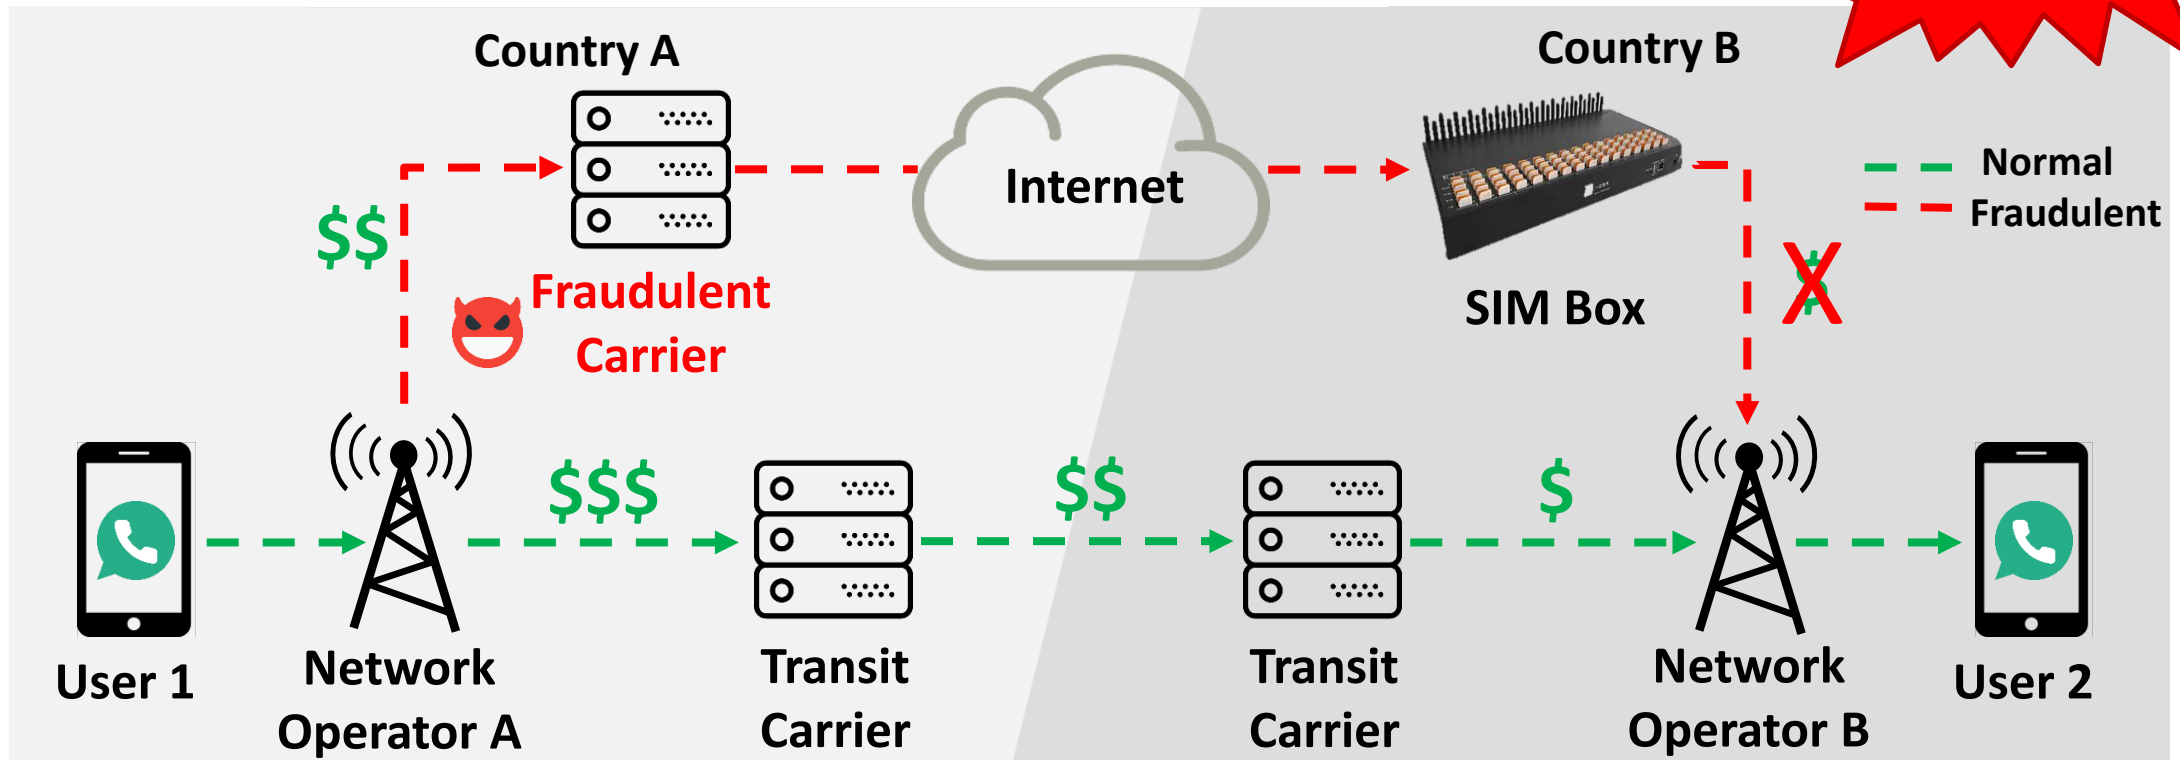 Country A
Country B
Internet
Normal
Fraudulent
$$
Fraudulent
Carrier
SIM Box
$
X
$$$
$$
$
User 1
Network
Operator A
Transit
Carrier
Transit
Carrier
Network
Operator B
User 2